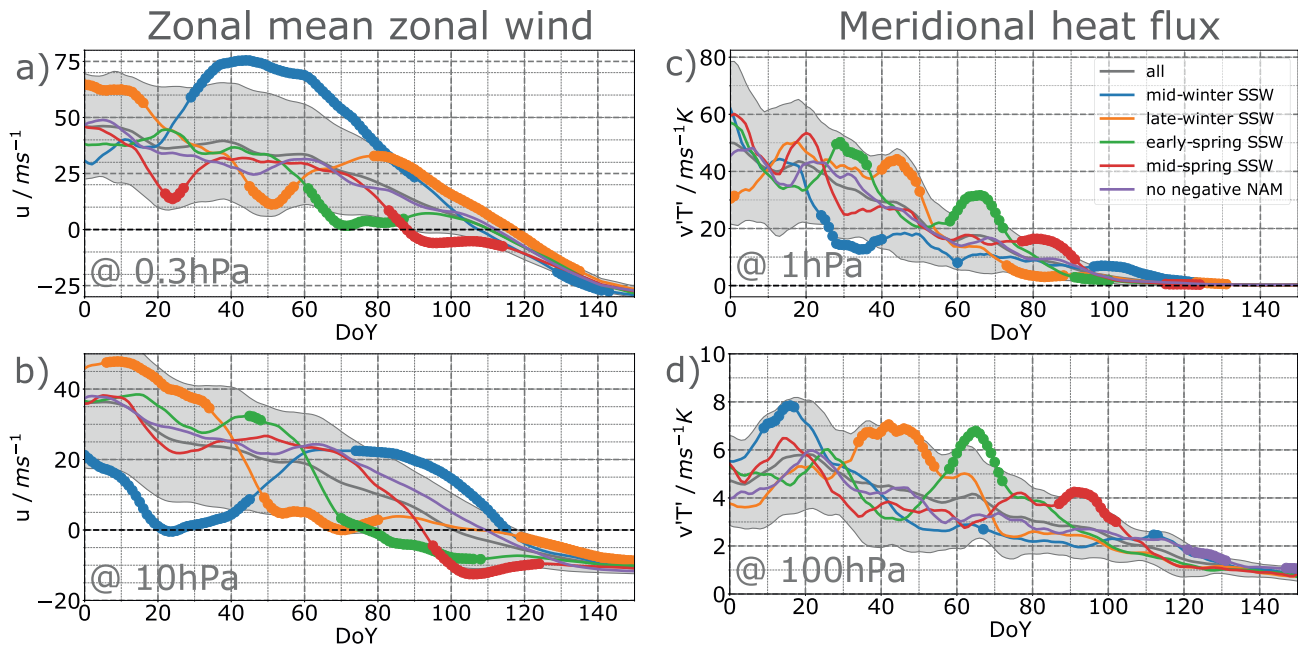 Zonal mean zonal wind
Meridional heat flux
a)
75
50
25
0
−25
u / ms⁻¹
@ 0.3hPa
0 20 40 60 80 100 120 140
DoY
c)
80
60
40
20
0
v'T' / ms⁻¹K
all
mid-winter SSW
late-winter SSW
early-spring SSW
mid-spring SSW
no negative NAM
@ 1hPa
0 20 40 60 80 100 120 140
DoY
b)
40
20
0
−20
u / ms⁻¹
@ 10hPa
0 20 40 60 80 100 120 140
DoY
d)
10
8
6
4
2
0
v'T' / ms⁻¹K
@ 100hPa
0 20 40 60 80 100 120 140
DoY